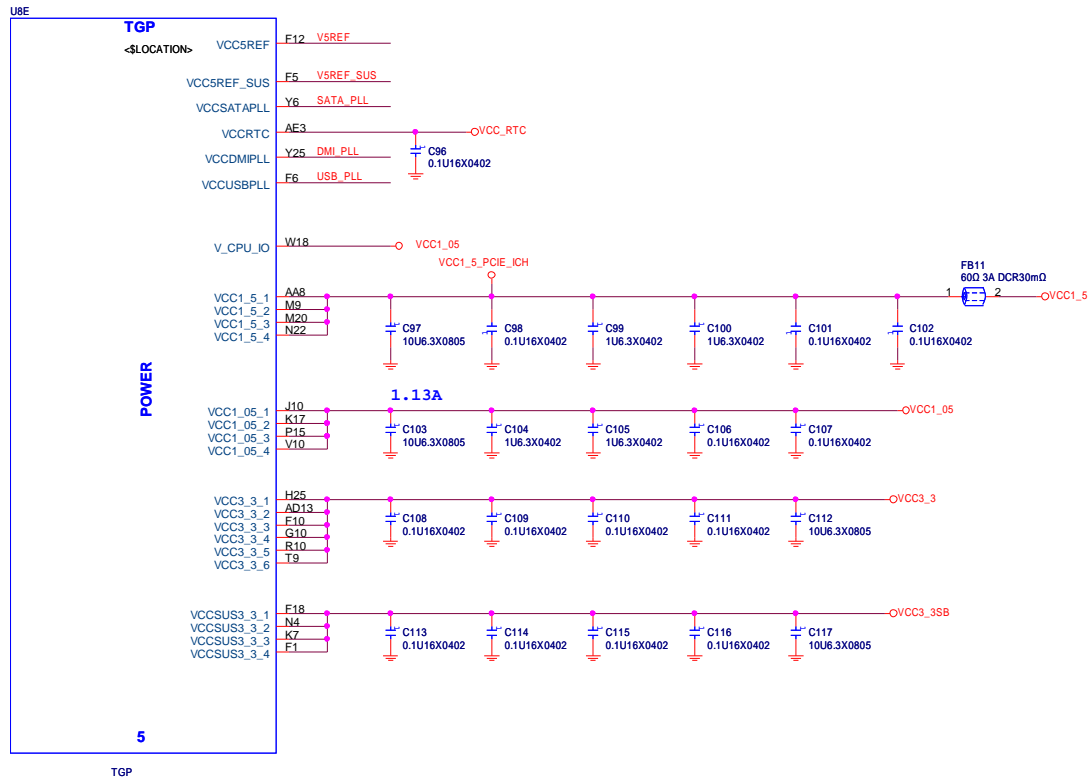 U8E
TGP
<$LOCATION>
VCC5REF F12 V5REF
VCC5REF_SUS F5 V5REF_SUS
VCCSATAPLL Y6 SATA_PLL
VCCRTC AE3 VCC_RTC
C96
0.1U16X0402
VCCDMIPLL Y25 DMI_PLL
VCCUSBPLL F6 USB_PLL
V_CPU_IO W18 VCC1_05
VCC1_5_PCIE_ICH
FB11
60Ω 3A DCR30mΩ
VCC1_5_1 AA8 1 2 VCC1_5
VCC1_5_2 M9
VCC1_5_3 M20
VCC1_5_4 N22
C97 C98 C99 C100 C101 C102
10U6.3X0805 0.1U16X0402 1U6.3X0402 1U6.3X0402 0.1U16X0402 0.1U16X0402
POWER
1.13A
VCC1_05_1 J10 VCC1_05
VCC1_05_2 K17
VCC1_05_3 P15
VCC1_05_4 V10
C103 C104 C105 C106 C107
10U6.3X0805 1U6.3X0402 1U6.3X0402 0.1U16X0402 0.1U16X0402
VCC3_3_1 H25 VCC3_3
VCC3_3_2 AD13
VCC3_3_3 F10
VCC3_3_4 G10
VCC3_3_5 R10
VCC3_3_6 T9
C108 C109 C110 C111 C112
0.1U16X0402 0.1U16X0402 0.1U16X0402 0.1U16X0402 10U6.3X0805
VCCSUS3_3_1 F18 VCC3_3SB
VCCSUS3_3_2 N4
VCCSUS3_3_3 K7
VCCSUS3_3_4 F1
C113 C114 C115 C116 C117
0.1U16X0402 0.1U16X0402 0.1U16X0402 0.1U16X0402 10U6.3X0805
5
TGP